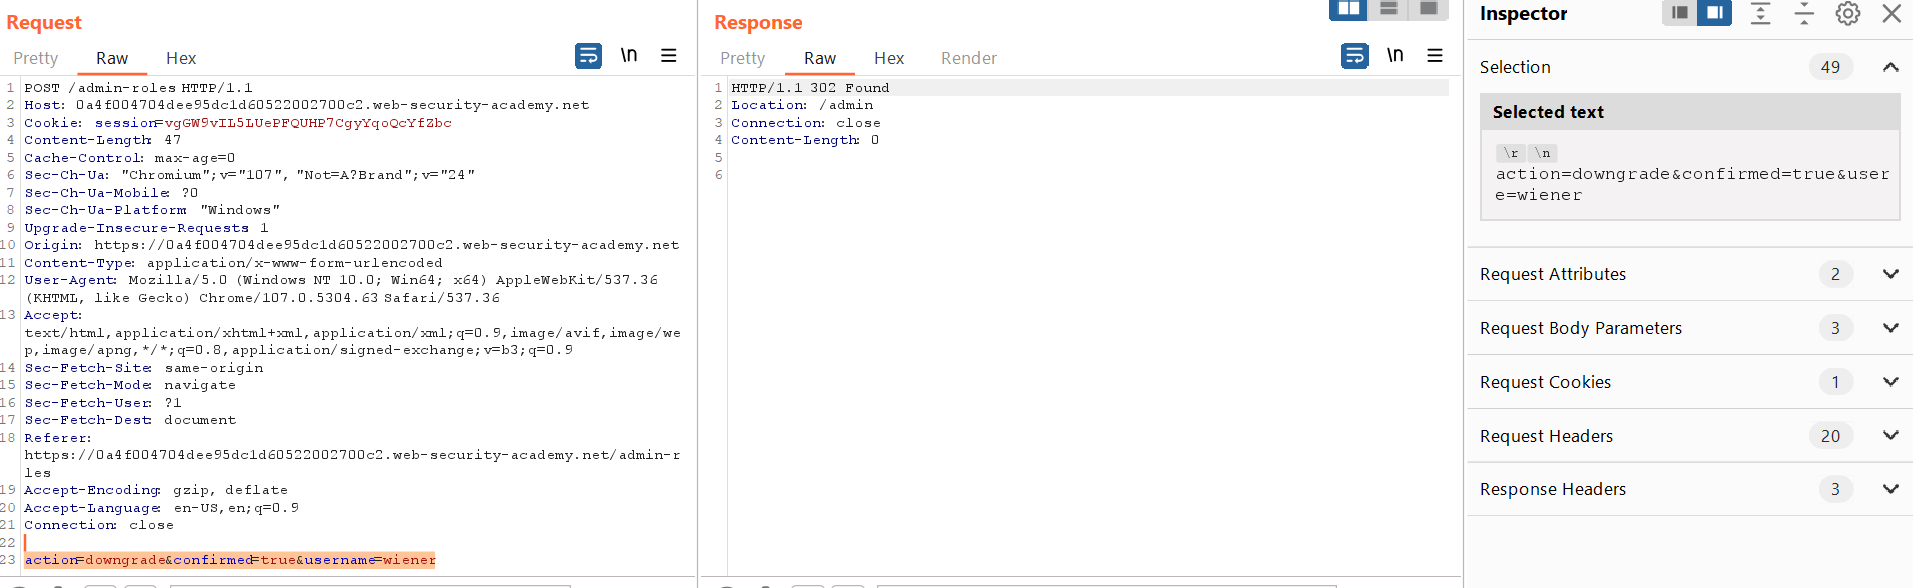 Request
Pretty Raw Hex \n
1 POST /admin-roles HTTP/1.1
2 Host: 0a4f004704dee95dc1d60522002700c2.web-security-academy.net
3 Cookie: session=vgGW9vIL5LUePFQUHP7CgyYqoQcYfZbc
4 Content-Length: 47
5 Cache-Control: max-age=0
6 Sec-Ch-Ua: "Chromium";v="107", "Not=A?Brand";v="24"
7 Sec-Ch-Ua-Mobile: ?0
8 Sec-Ch-Ua-Platform "Windows"
9 Upgrade-Insecure-Requests 1
10 Origin: https://0a4f004704dee95dc1d60522002700c2.web-security-academy.net
11 Content-Type: application/x-www-form-urlencoded
12 User-Agent: Mozilla/5.0 (Windows NT 10.0; Win64; x64) AppleWebKit/537.36
(KHTML, like Gecko) Chrome/107.0.5304.63 Safari/537.36
13 Accept:
text/html,application/xhtml+xml,application/xml;q=0.9,image/avif,image/we
p,image/apng,*/*;q=0.8,application/signed-exchange;v=b3;q=0.9
14 Sec-Fetch-Site: same-origin
15 Sec-Fetch-Mode: navigate
16 Sec-Fetch-User: ?1
17 Sec-Fetch-Dest: document
18 Referer:
https://0a4f004704dee95dc1d60522002700c2.web-security-academy.net/admin-r
les
19 Accept-Encoding: gzip, deflate
20 Accept-Language: en-US,en;q=0.9
21 Connection: close
22
23 action=downgrade&confirmed=true&username=wiener
Response
Pretty Raw Hex Render \n
1 HTTP/1.1 302 Found
2 Location: /admin
3 Connection: close
4 Content-Length: 0
5
6
Inspector
Selection 49
Selected text
\r \n
action=downgrade&confirmed=true&user
e=wiener
Request Attributes 2
Request Body Parameters 3
Request Cookies 1
Request Headers 20
Response Headers 3